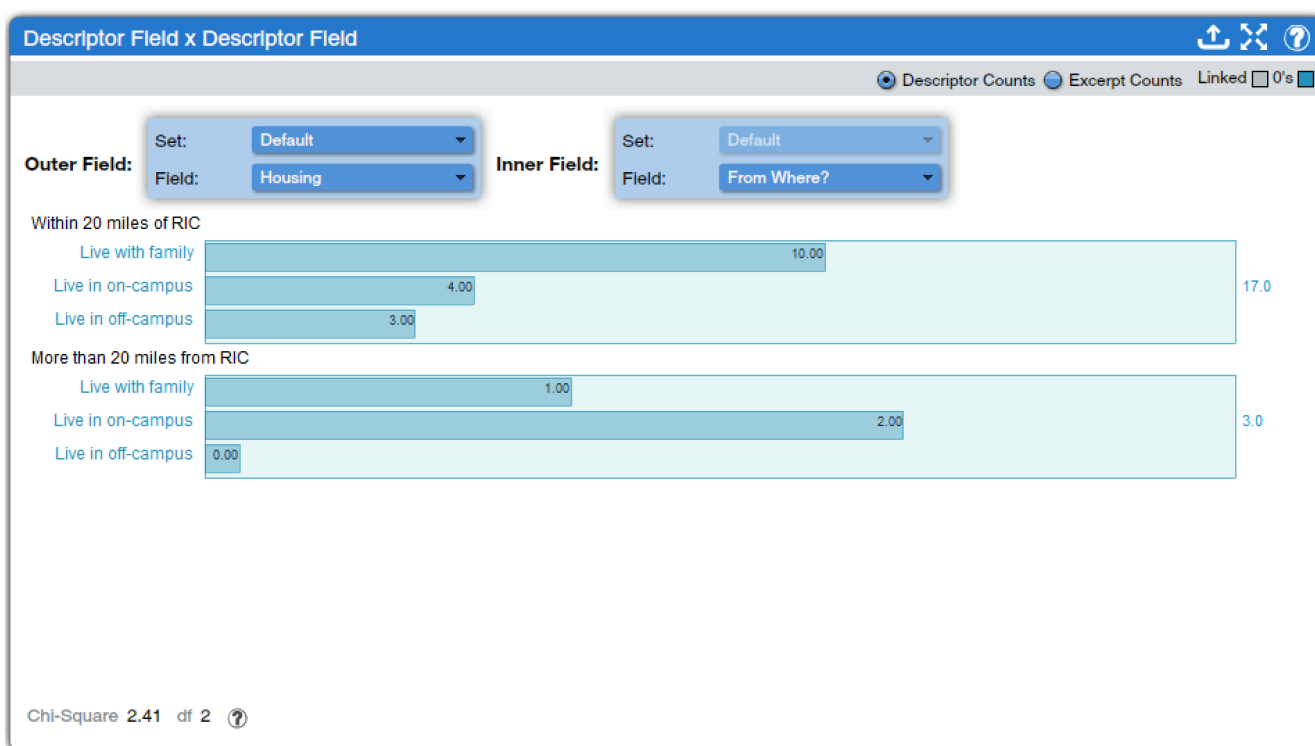 Descriptor Field x Descriptor Field
Descriptor Counts Excerpt Counts Linked 0's
Outer Field: Set: Default Field: Housing Inner Field: Set: Default Field: From Where?
Within 20 miles of RIC
Live with family 10.00
Live in on-campus 4.00 17.0
Live in off-campus 3.00
More than 20 miles from RIC
Live with family 1.00
Live in on-campus 2.00 3.0
Live in off-campus 0.00
Chi-Square 2.41 df 2 ?